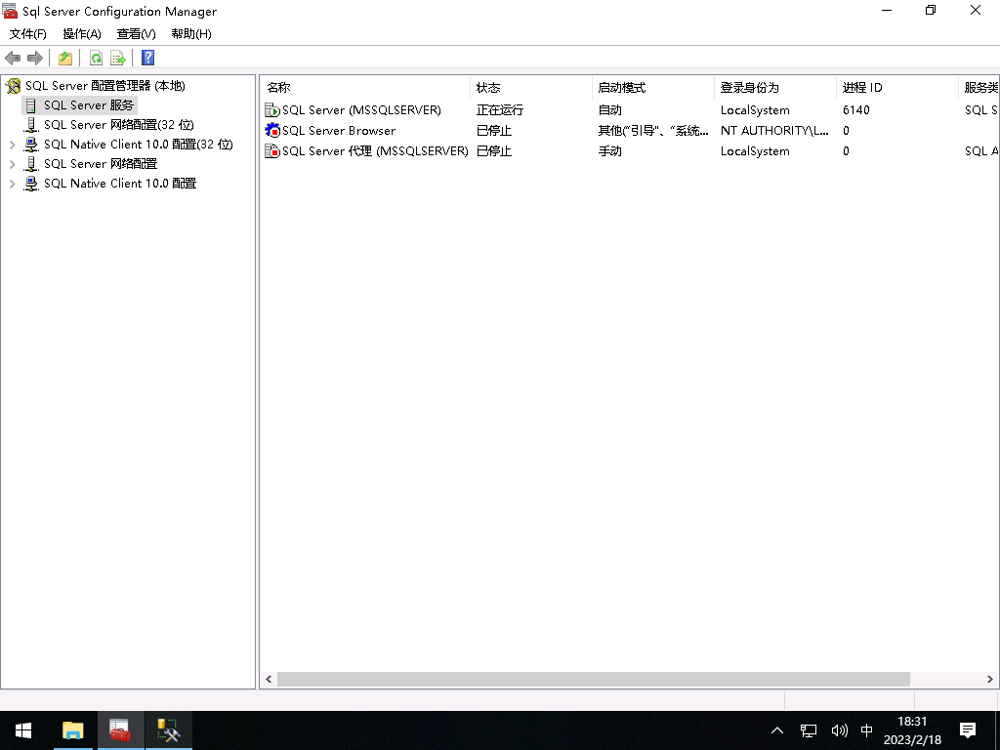 Sql Server Configuration Manager
文件(F) 操作(A) 查看(V) 帮助(H)
SQL Server 配置管理器 (本地)
SQL Server 服务
SQL Server 网络配置(32 位)
SQL Native Client 10.0 配置(32 位)
SQL Server 网络配置
SQL Native Client 10.0 配置
名称 状态 启动模式 登录身份为 进程 ID 服务类
SQL Server (MSSQLSERVER) 正在运行 自动 LocalSystem 6140 SQL S
SQL Server Browser 已停止 其他("引导"、"系统... NT AUTHORITY\L... 0
SQL Server 代理 (MSSQLSERVER) 已停止 手动 LocalSystem 0 SQL A
中
18:31
2023/2/18